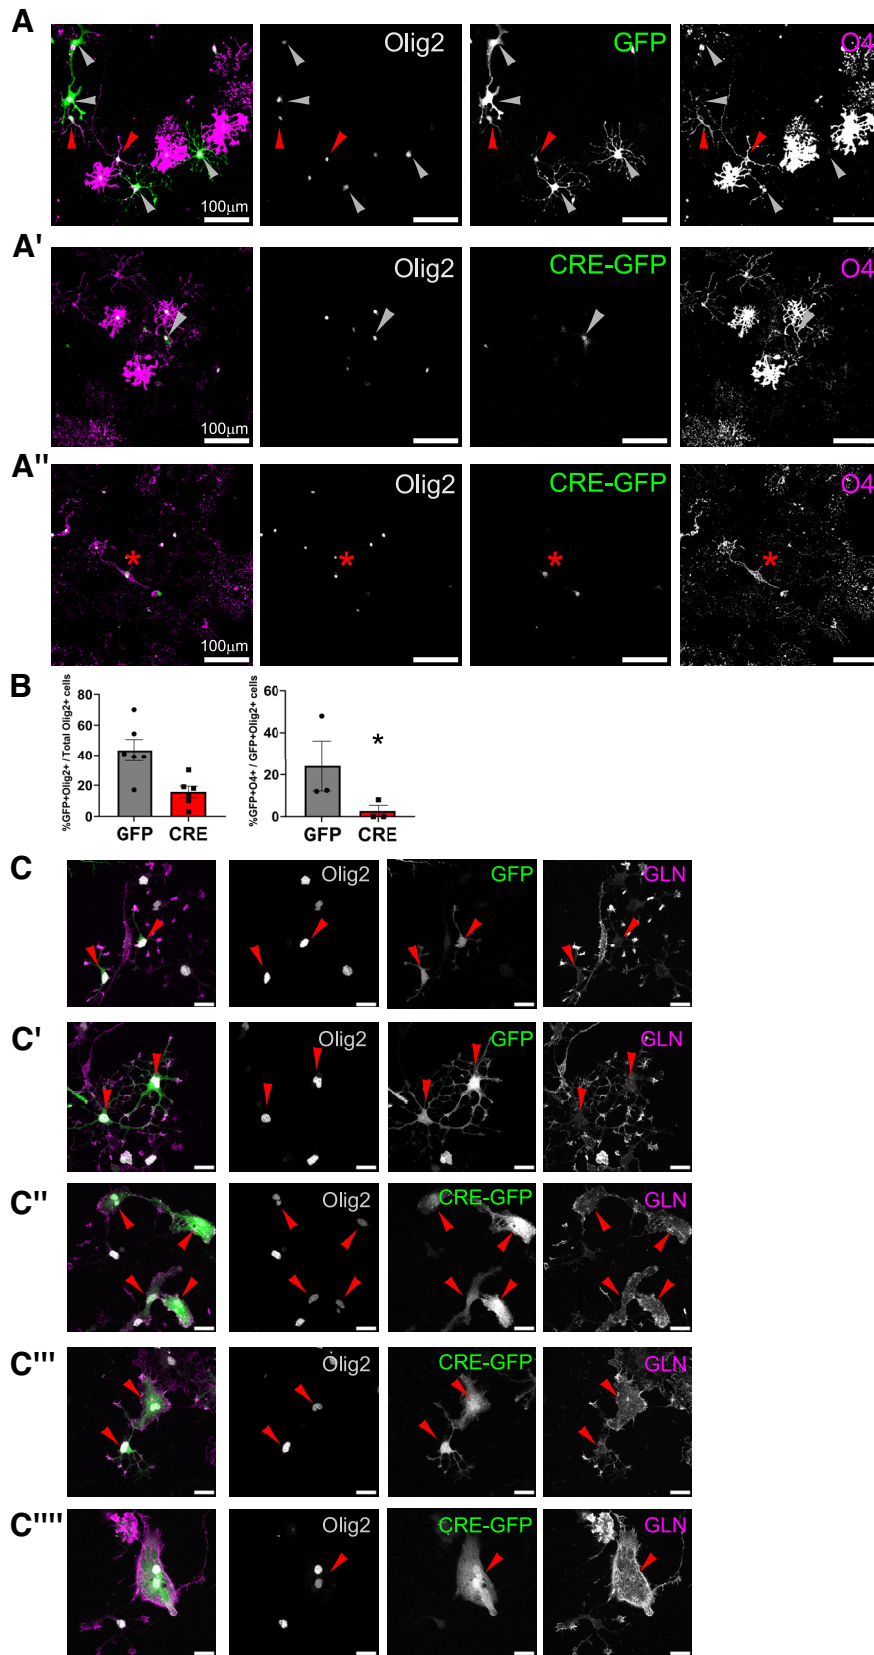 A
Olig2
GFP
O4
100μm
A'
Olig2
CRE-GFP
O4
100μm
A''
Olig2
CRE-GFP
O4
*
*
*
*
100μm
B
%GFP+Olig2+ / Total Olig2+ cells
80
60
40
20
0
GFP
CRE
%GFP+O4+ / GFP+Olig2+ cells
60
40
20
0
*
GFP
CRE
C
Olig2
GFP
GLN
C'
Olig2
GFP
GLN
C''
Olig2
CRE-GFP
GLN
C'''
Olig2
CRE-GFP
GLN
C''''
Olig2
CRE-GFP
GLN